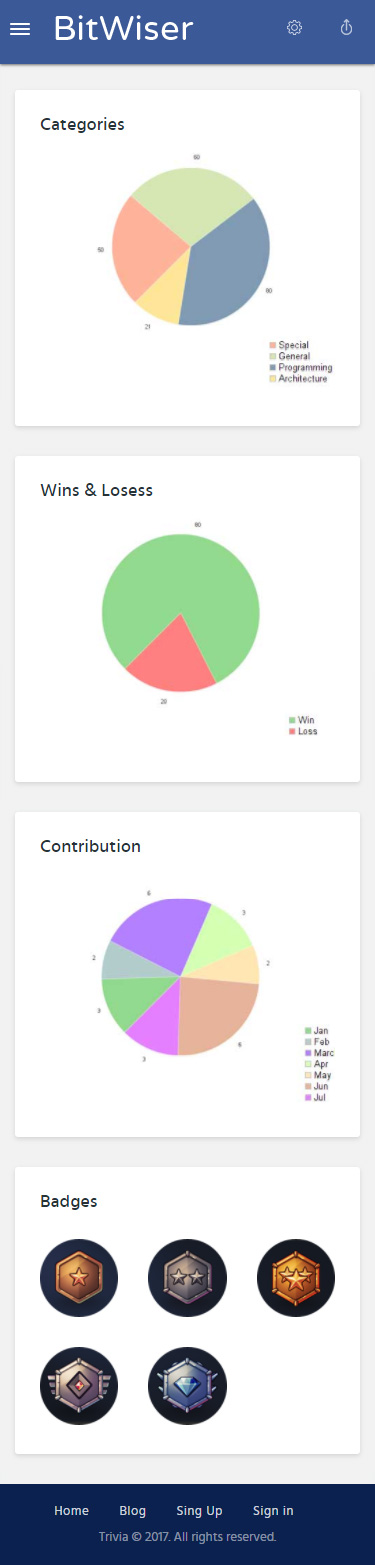 BitWiser
Categories
60
50
80
21
Special
General
Programming
Architecture
Wins & Losess
80
20
Win
Loss
Contribution
6
3
2
2
3
3
6
Jan
Feb
Marc
Apr
May
Jun
Jul
Badges
Home Blog Sing Up Sign in
Trivia © 2017. All rights reserved.